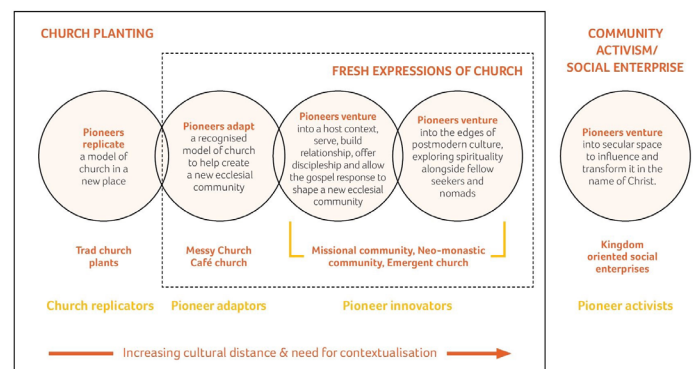 CHURCH PLANTING
FRESH EXPRESSIONS OF CHURCH
COMMUNITY
ACTIVISM/
SOCIAL ENTERPRISE
Pioneers
replicate
a model of
church in a
new place
Pioneers adapt
a recognised
model of church
to help create
a new ecclesial
community
Pioneers venture
into a host context,
serve, build
relationship, offer
discipleship and allow
the gospel response to
shape a new ecclesial
community
Pioneers venture
into the edges of
postmodern culture,
exploring spirituality
alongside fellow
seekers and
nomads
Pioneers venture
into secular space
to influence and
transform it in the
name of Christ.
Trad church
plants
Messy Church
Café church
Missional community, Neo-monastic
community, Emergent church
Kingdom
oriented social
enterprises
Church replicators
Pioneer adaptors
Pioneer innovators
Pioneer activists
Increasing cultural distance & need for contextualisation